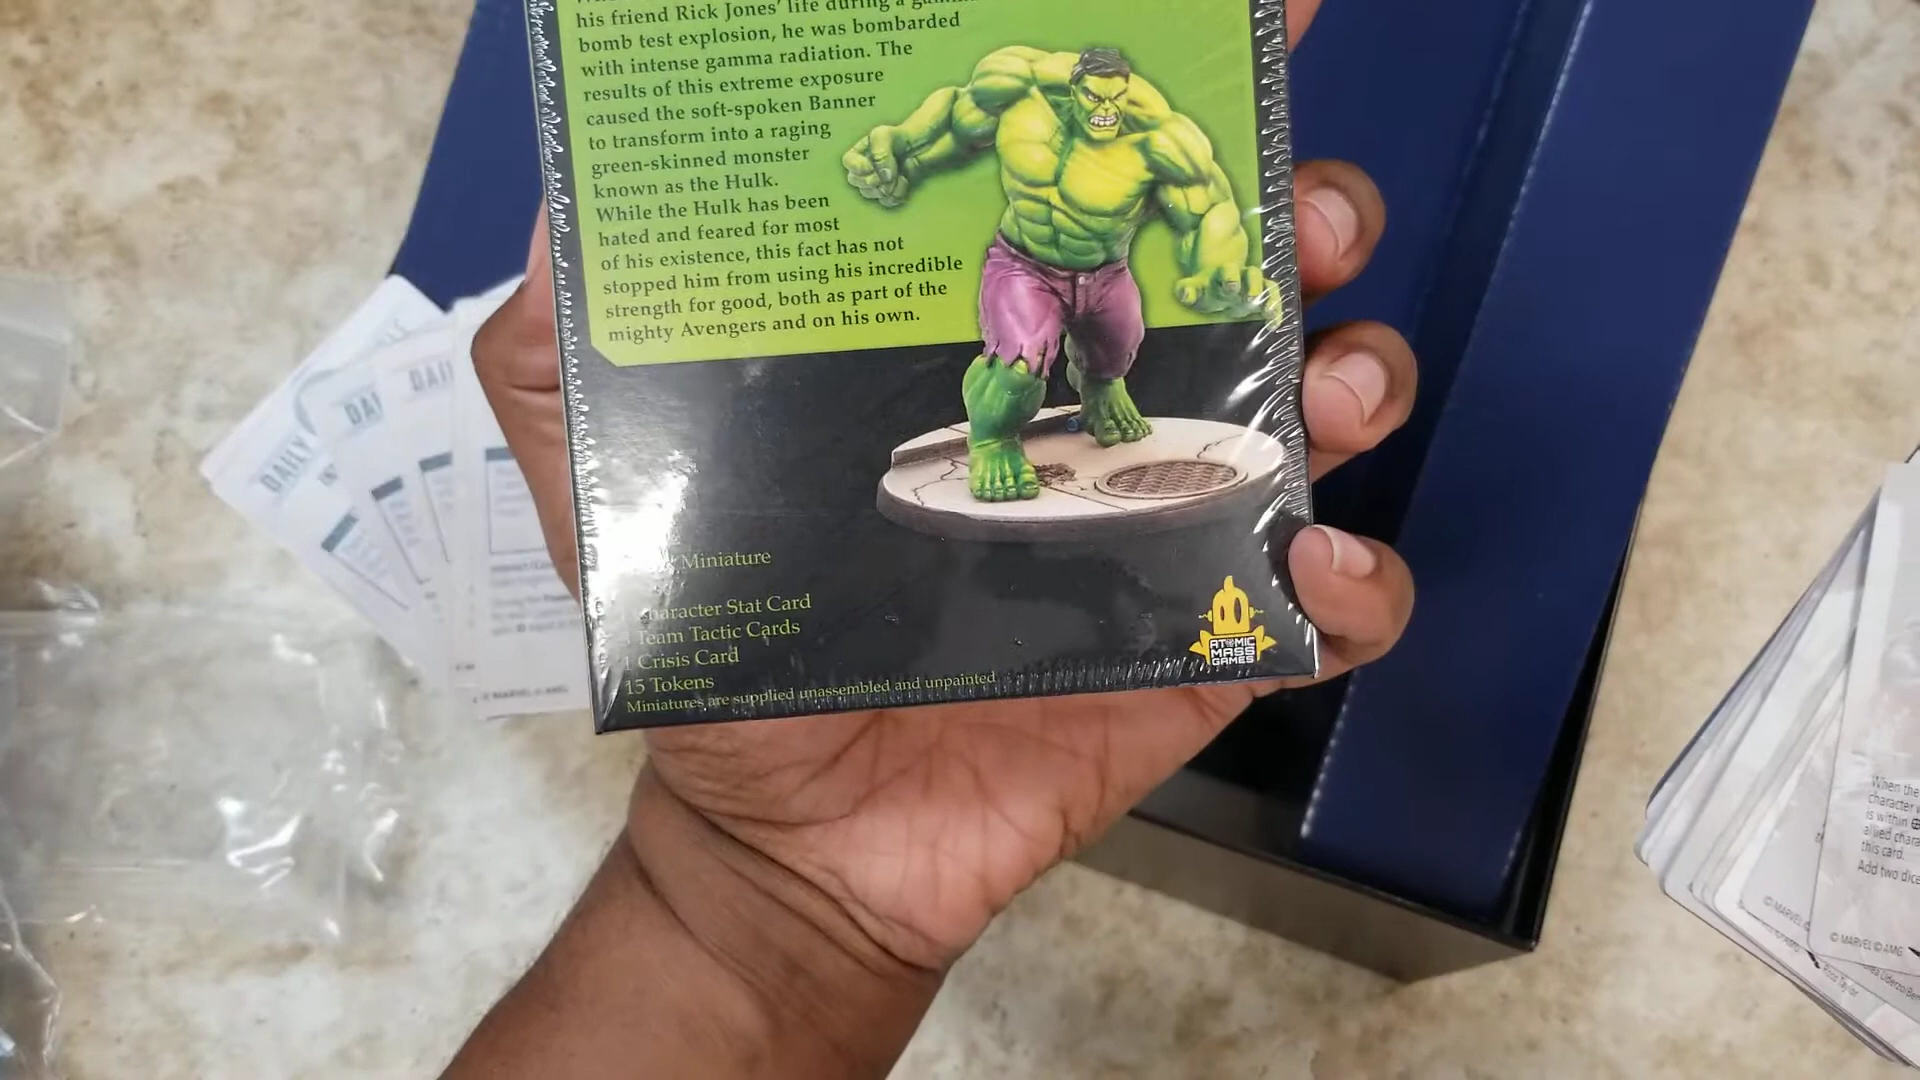 his friend Rick Jones' life during a
bomb test explosion, he was bombarded
with intense gamma radiation. The
results of this extreme exposure
caused the soft-spoken Banner
to transform into a raging
green-skinned monster
known as the Hulk.
While the Hulk has been
hated and feared for most
of his existence, this fact has not
stopped him from using his incredible
strength for good, both as part of the
mighty Avengers and on his own.
Miniature
Character Stat Card
Team Tactic Cards
1 Crisis Card
15 Tokens
Miniatures are supplied unassembled and unpainted
ATOMIC
MASS
GAMES
DAILY
© MARVEL © AMG
When the
character
is within
allied
this card.
Add two dice
© MARVEL
© MARVEL © AMG
Taylor